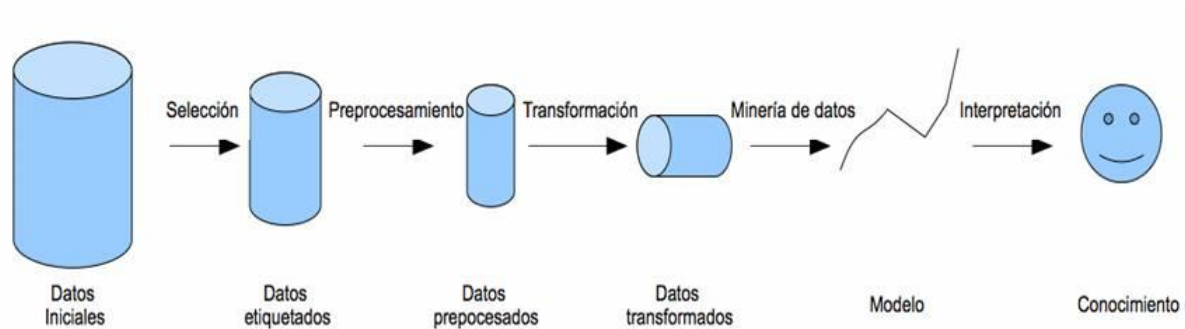 Selección
Preprocesamiento
Transformación
Minería de datos
Interpretación
Datos
Iniciales
Datos
etiquetados
Datos
prepocesados
Datos
transformados
Modelo
Conocimiento